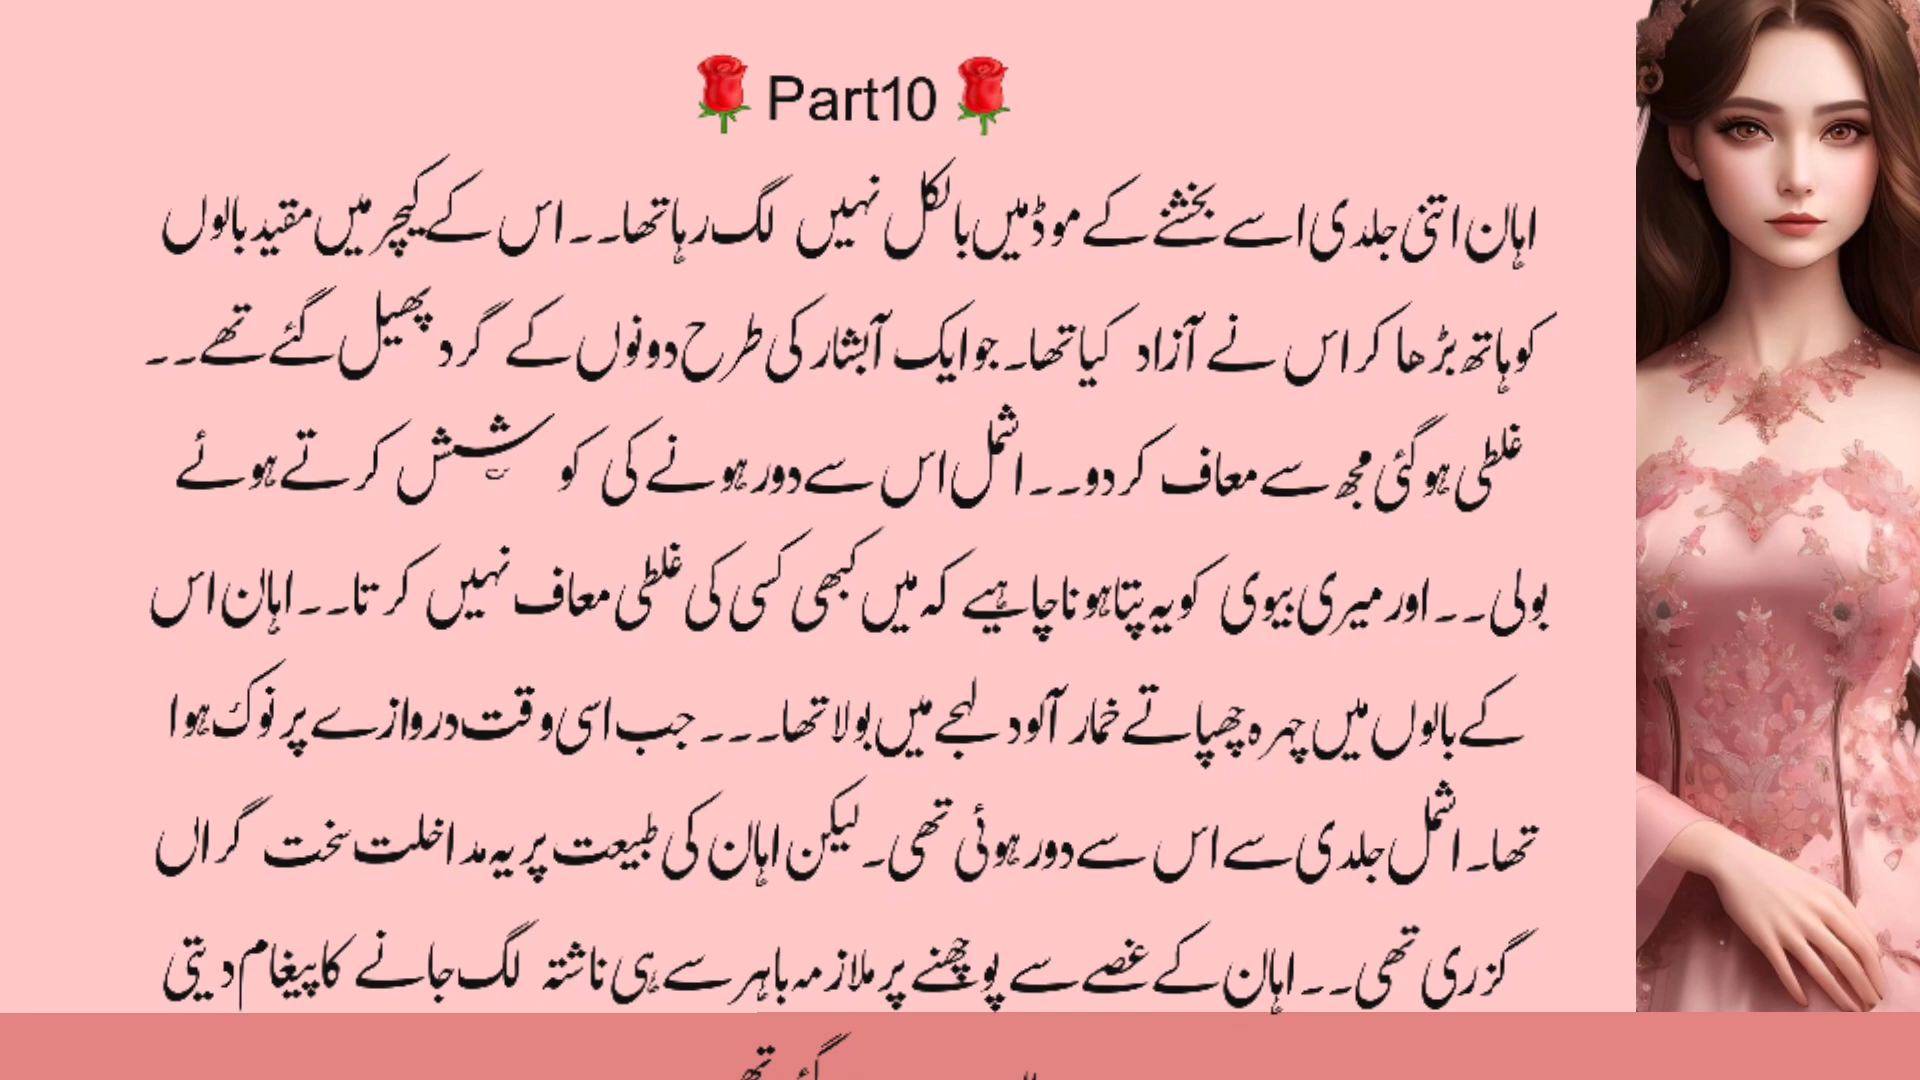 🌹Part10🌹
اہان اتنی جلدی اسے بخشنے کے موڈ میں بالکل نہیں لگ رہا تھا۔۔ اس کے کیچر میں مقید بالوں
کو ہاتھ بڑھا کر اس نے آزاد کیا تھا۔ جو ایک آبشار کی طرح دونوں کے گرد پھیل گئے تھے۔۔
غلطی ہو گئی مجھ سے معاف کر دو۔۔ اشمل اس سے دور ہونے کی کوشش کرتے ہوئے
بولی۔۔ اور میری بیوی کو یہ پتا ہونا چاہیے کہ میں کبھی کسی کی غلطی معاف نہیں کرتا۔۔ اہان اس
کے بالوں میں چہرہ چھپاتے خمار آلود لہجے میں بولا تھا۔۔۔ جب اسی وقت دروازے پر نوک ہوا
تھا۔ اشمل جلدی سے اس سے دور ہوئی تھی۔ لیکن اہان کی طبیعت پر یہ مداخلت سخت گراں
گزری تھی۔۔ اہان کے غصے سے پوچھنے پر ملازمہ باہر سے ہی ناشتہ لگ جانے کا پیغام دیتی